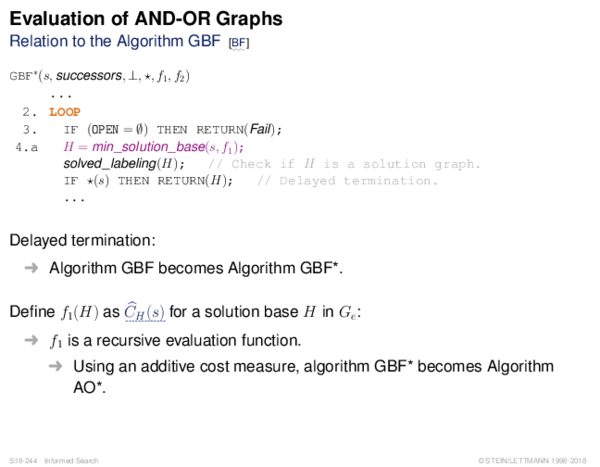 Evaluation of AND-OR Graphs
Relation to the Algorithm GBF [BF]
GBF*(s, successors, ⊥, ⋆, f₁, f₂)
...
2. LOOP
3. IF (OPEN = ∅) THEN RETURN(Fail);
4.a H = min_solution_base(s, f₁);
solved_labeling(H); // Check if H is a solution graph.
IF ⋆(s) THEN RETURN(H); // Delayed termination.
...
Delayed termination:
➜ Algorithm GBF becomes Algorithm GBF*.
Define f₁(H) as Ĉ_H(s) for a solution base H in G_e:
➜ f₁ is a recursive evaluation function.
➜ Using an additive cost measure, algorithm GBF* becomes Algorithm
AO*.
S:II-244 Informed Search
©STEIN/LETTMANN 1998-2018